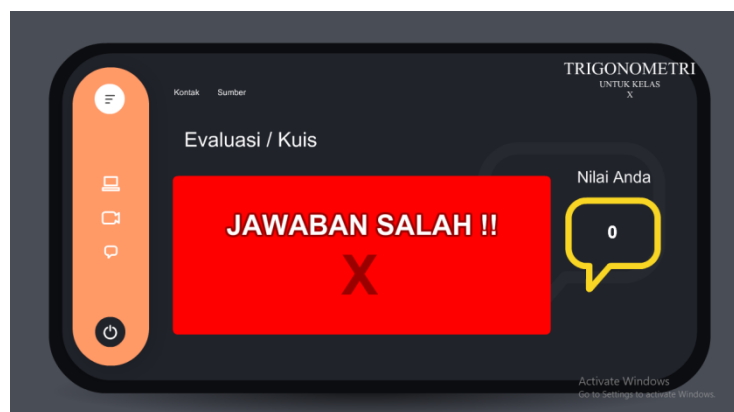 TRIGONOMETRI
UNTUK KELAS
X
Kontak Sumber
Evaluasi / Kuis
Nilai Anda
JAWABAN SALAH !!
X
0
Activate Windows
Go to Settings to activate Windows.